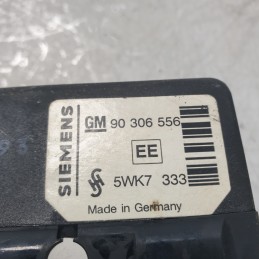 SIEMENS
GM 90 306 556
EE
5WK7 333
Made in Germany